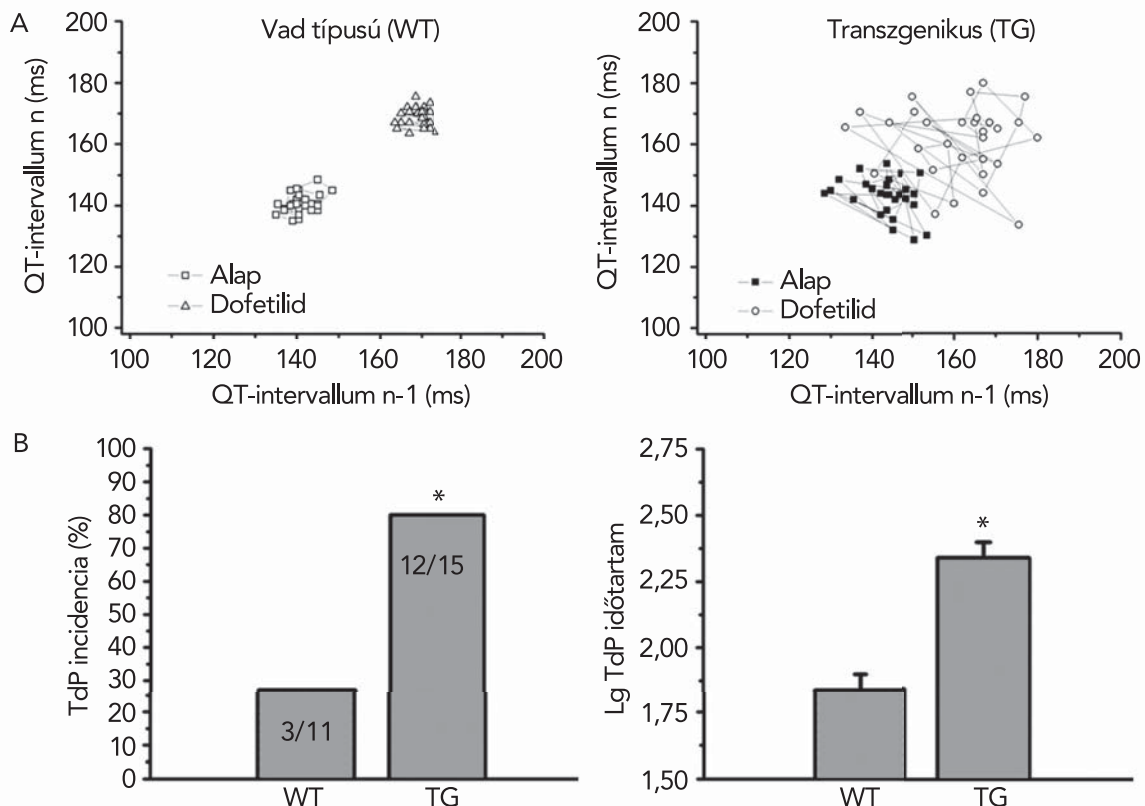 A
Vad típusú (WT)
QT-intervallum n (ms)
200
180
160
140
120
100
Alap
Dofetilid
100 120 140 160 180 200
QT-intervallum n-1 (ms)
Transzgenikus (TG)
QT-intervallum n (ms)
200
180
160
140
120
100
Alap
Dofetilid
100 120 140 160 180 200
QT-intervallum n-1 (ms)
B
TdP incidencia (%)
100
90
80
70
60
50
40
30
20
10
0
*
12/15
3/11
WT TG
Lg TdP időtartam
2,75
2,50
2,25
2,00
1,75
1,50
*
WT TG